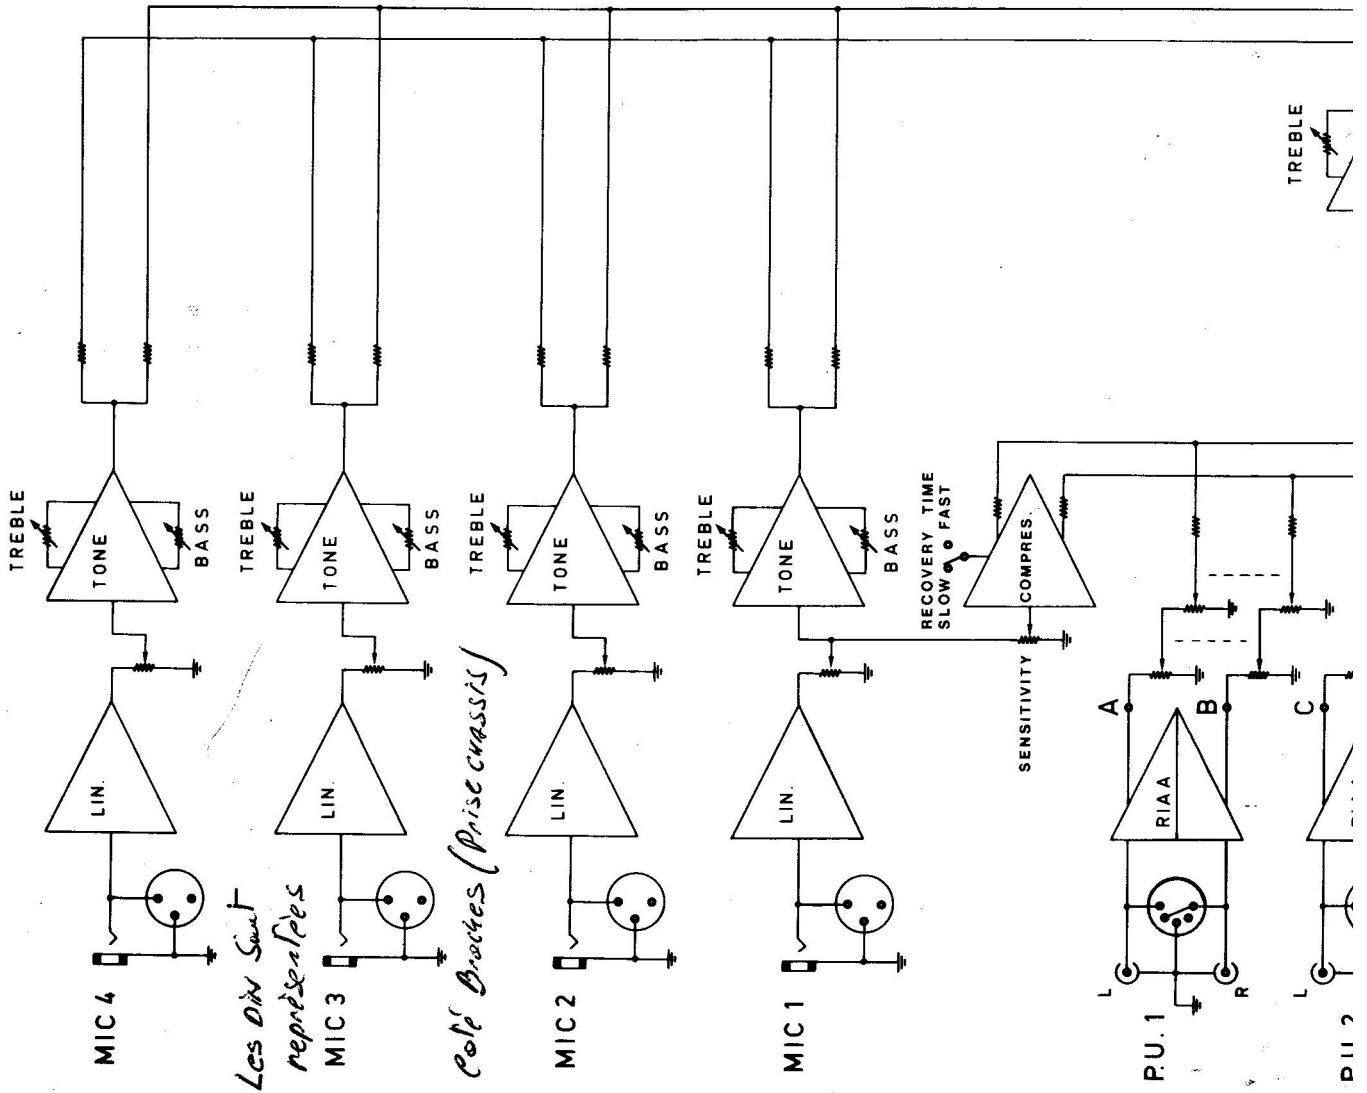 TREBLE
TONE
BASS
LIN.
MIC 4
TREBLE
TONE
BASS
LIN.
MIC 3
TREBLE
TONE
BASS
LIN.
MIC 2
TREBLE
TONE
BASS
LIN.
MIC 1
Les DIN Sont
représentées
Coté Broches (Prise CHASSIS)
RECOVERY TIME
SLOW FAST
COMPRES.
SENSITIVITY
TREBLE
A
B
RIAA
L
R
P.U. 1
C
L
P.U. 2